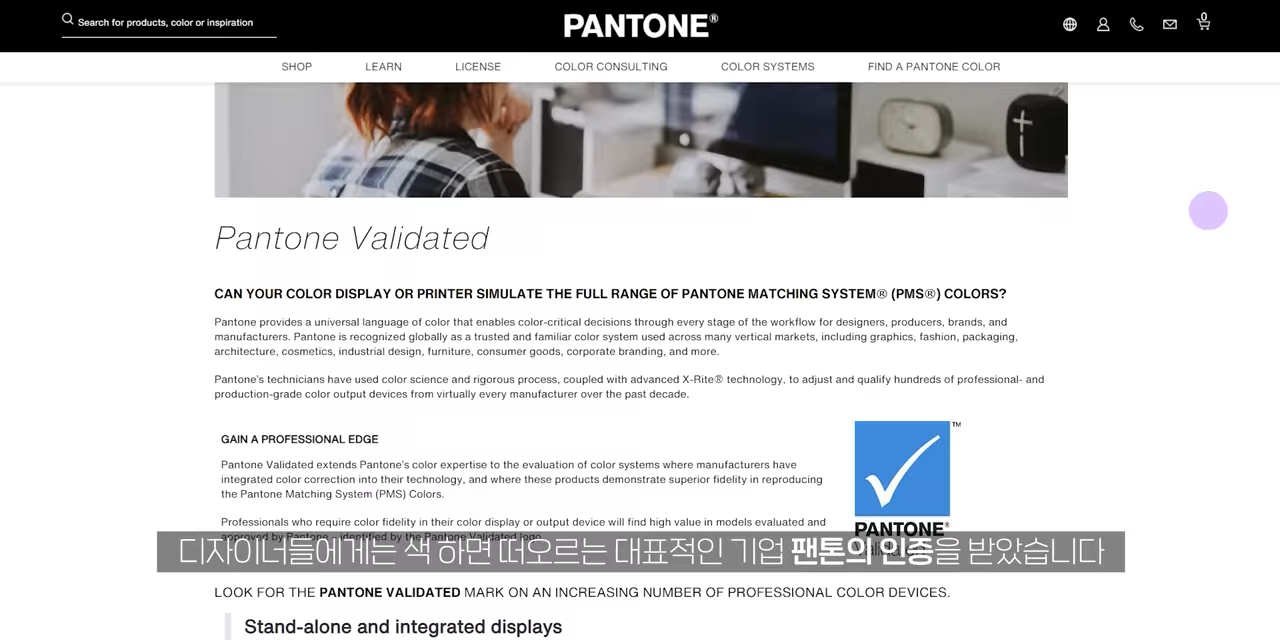 Search for products, color or inspiration
PANTONE®
0
SHOP LEARN LICENSE COLOR CONSULTING COLOR SYSTEMS FIND A PANTONE COLOR
Pantone Validated
CAN YOUR COLOR DISPLAY OR PRINTER SIMULATE THE FULL RANGE OF PANTONE MATCHING SYSTEM® (PMS®) COLORS?
Pantone provides a universal language of color that enables color-critical decisions through every stage of the workflow for designers, producers, brands, and
manufacturers. Pantone is recognized globally as a trusted and familiar color system used across many vertical markets, including graphics, fashion, packaging,
architecture, cosmetics, industrial design, furniture, consumer goods, corporate branding, and more.
Pantone's technicians have used color science and rigorous process, coupled with advanced X-Rite® technology, to adjust and qualify hundreds of professional- and
production-grade color output devices from virtually every manufacturer over the past decade.
GAIN A PROFESSIONAL EDGE
Pantone Validated extends Pantone's color expertise to the evaluation of color systems where manufacturers have
integrated color correction into their technology, and where these products demonstrate superior fidelity in reproducing
the Pantone Matching System (PMS) Colors.
Professionals who require color fidelity in their color display or output device will find high value in models evaluated and
approved by Pantone – identified by the Pantone Validated logo.
TM
PANTONE®
Validated
디자이너들에게는 색 하면 떠오르는 대표적인 기업 팬톤의 인증을 받았습니다
LOOK FOR THE PANTONE VALIDATED MARK ON AN INCREASING NUMBER OF PROFESSIONAL COLOR DEVICES.
Stand-alone and integrated displays